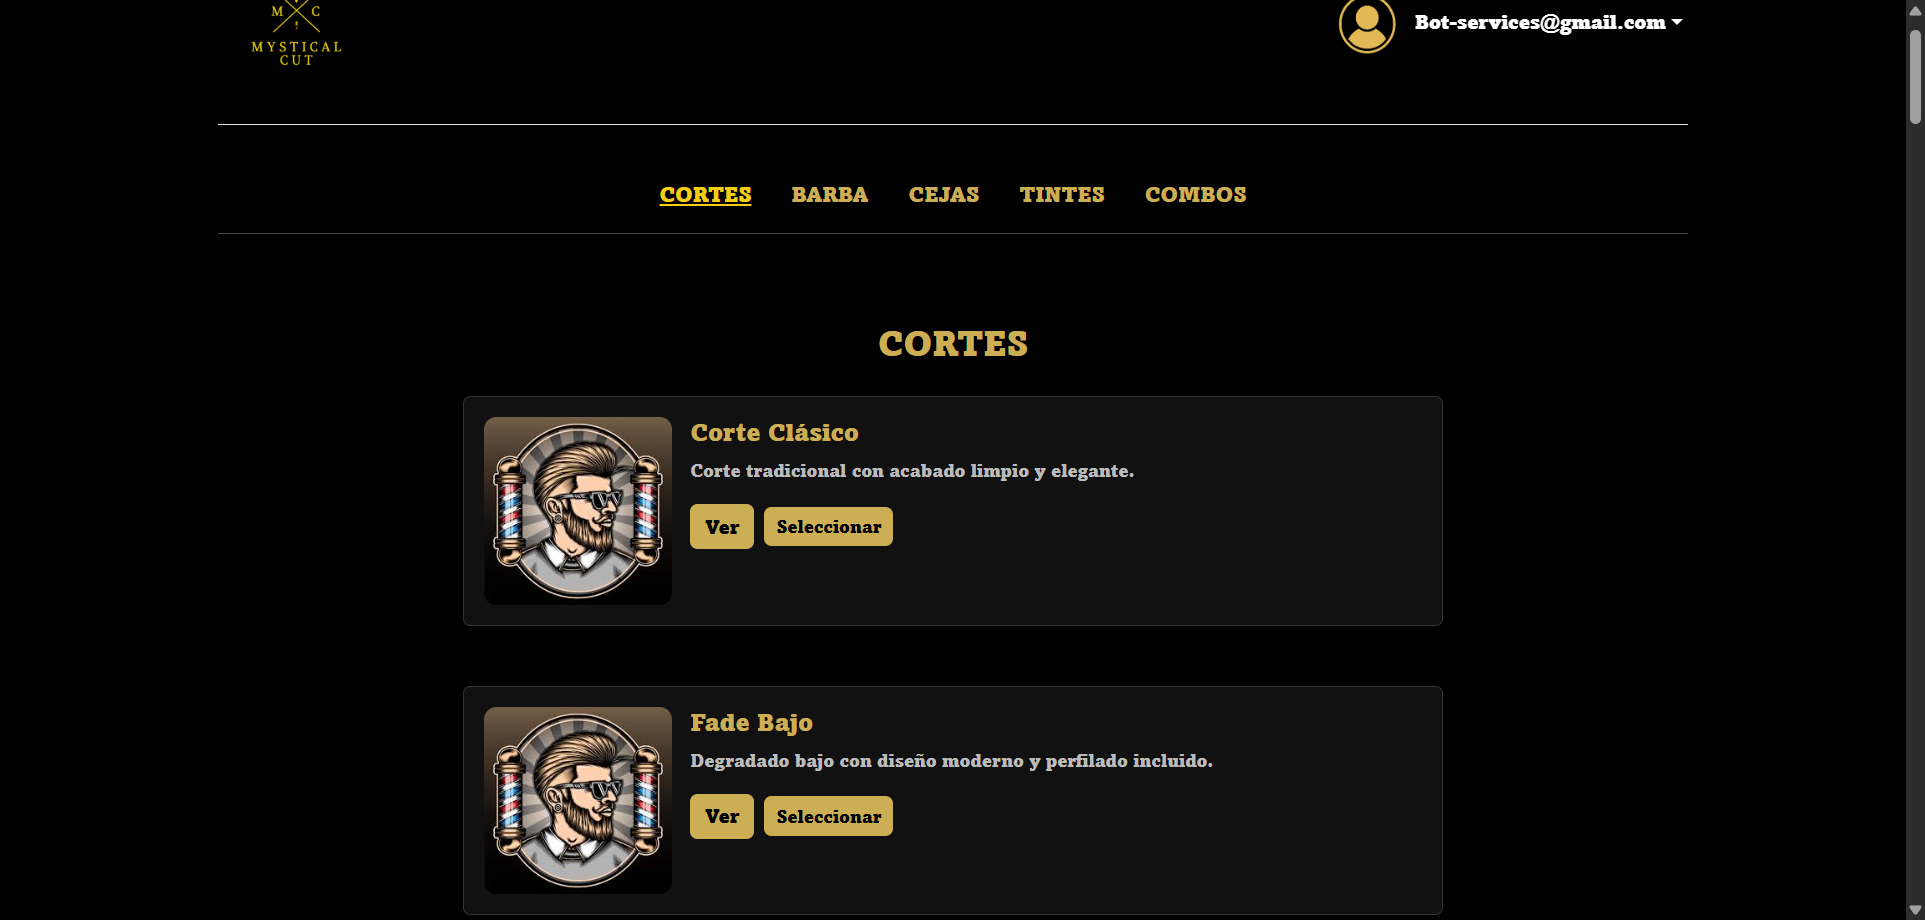 M C
MYSTICAL
CUT
Bot-services@gmail.com
CORTES BARBA CEJAS TINTES COMBOS
CORTES
Corte Clásico
Corte tradicional con acabado limpio y elegante.
Ver Seleccionar
Fade Bajo
Degradado bajo con diseño moderno y perfilado incluido.
Ver Seleccionar